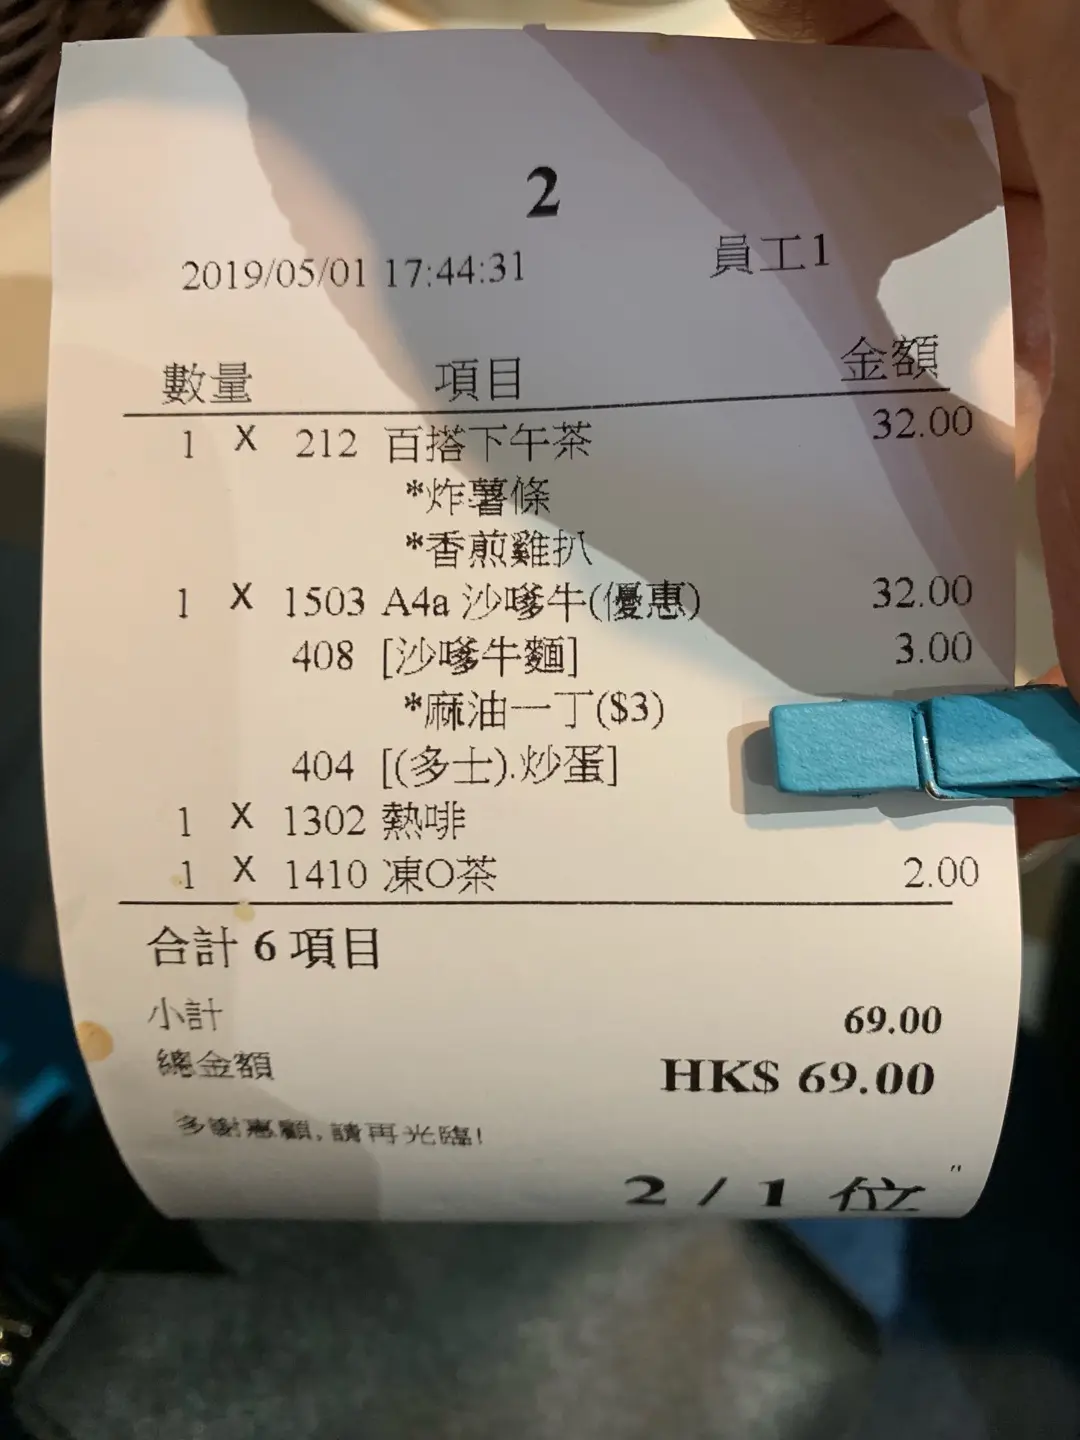 2
2019/05/01 17:44:31 員工1
數量 項目 金額
1 X 212 百搭下午茶 32.00
*炸薯條
*香煎雞扒
1 X 1503 A4a 沙嗲牛(優惠) 32.00
408 [沙嗲牛麵] 3.00
*麻油一丁($3)
404 [(多士).炒蛋]
1 X 1302 熱啡
1 X 1410 凍O茶 2.00
合計 6 項目
小計 69.00
總金額 HK$ 69.00
多謝惠顧,請再光臨!
2 / 1 位